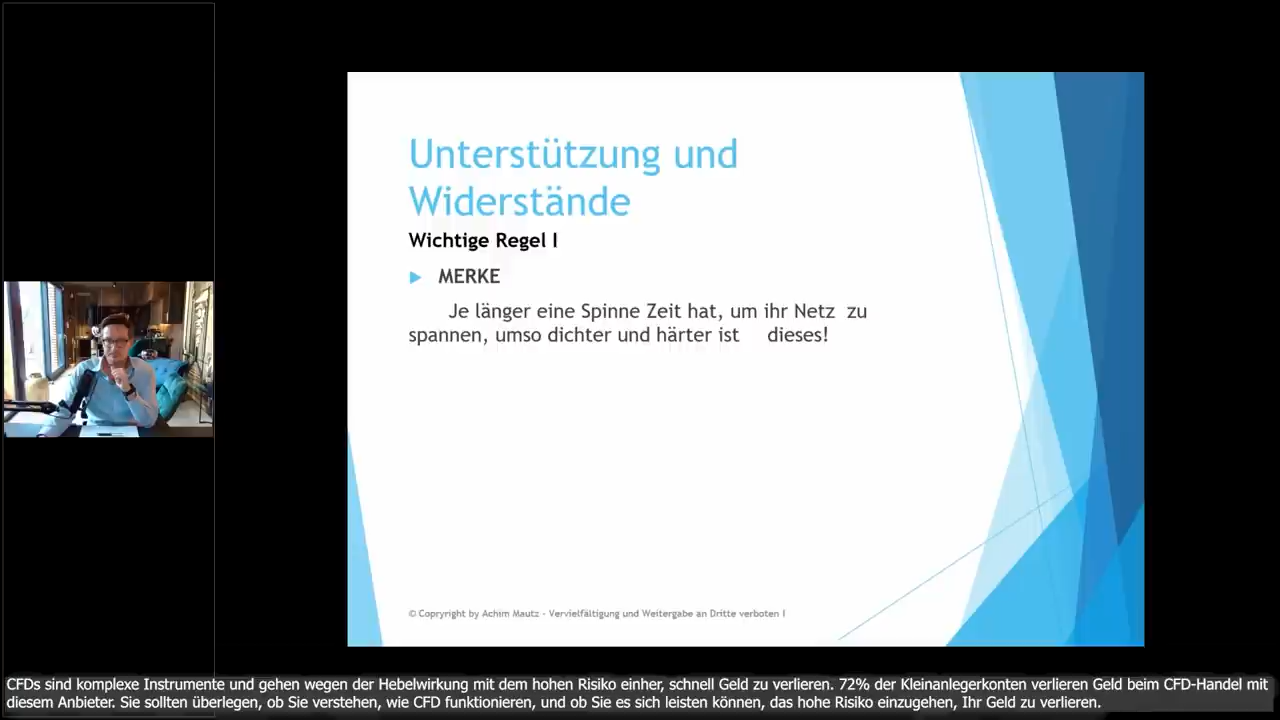 Unterstützung und
Widerstände
Wichtige Regel I
MERKE
Je länger eine Spinne Zeit hat, um ihr Netz zu
spannen, umso dichter und härter ist dieses!
© Copryright by Achim Mautz - Vervielfältigung und Weitergabe an Dritte verboten !
CFDs sind komplexe Instrumente und gehen wegen der Hebelwirkung mit dem hohen Risiko einher, schnell Geld zu verlieren. 72% der Kleinanlegerkonten verlieren Geld beim CFD-Handel mit
diesem Anbieter. Sie sollten überlegen, ob Sie verstehen, wie CFD funktionieren, und ob Sie es sich leisten können, das hohe Risiko einzugehen, Ihr Geld zu verlieren.